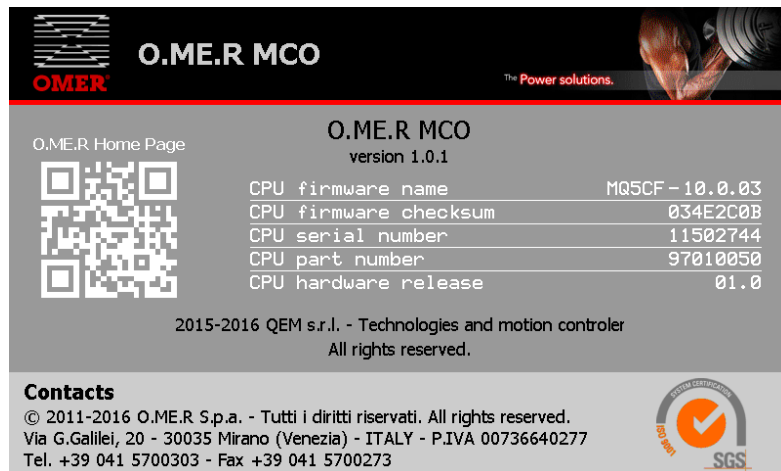 OMER
O.ME.R MCO
The Power solutions.
O.ME.R Home Page
O.ME.R MCO
version 1.0.1
CPU firmware name MQ5CF-10.0.03
CPU firmware checksum 034E2C0B
CPU serial number 11502744
CPU part number 97010050
CPU hardware release 01.0
2015-2016 QEM s.r.l. - Technologies and motion controler
All rights reserved.
Contacts
© 2011-2016 O.ME.R S.p.a. - Tutti i diritti riservati. All rights reserved.
Via G.Galilei, 20 - 30035 Mirano (Venezia) - ITALY - P.IVA 00736640277
Tel. +39 041 5700303 - Fax +39 041 5700273
SYSTEM CERTIFICATION
ISO 9001
SGS